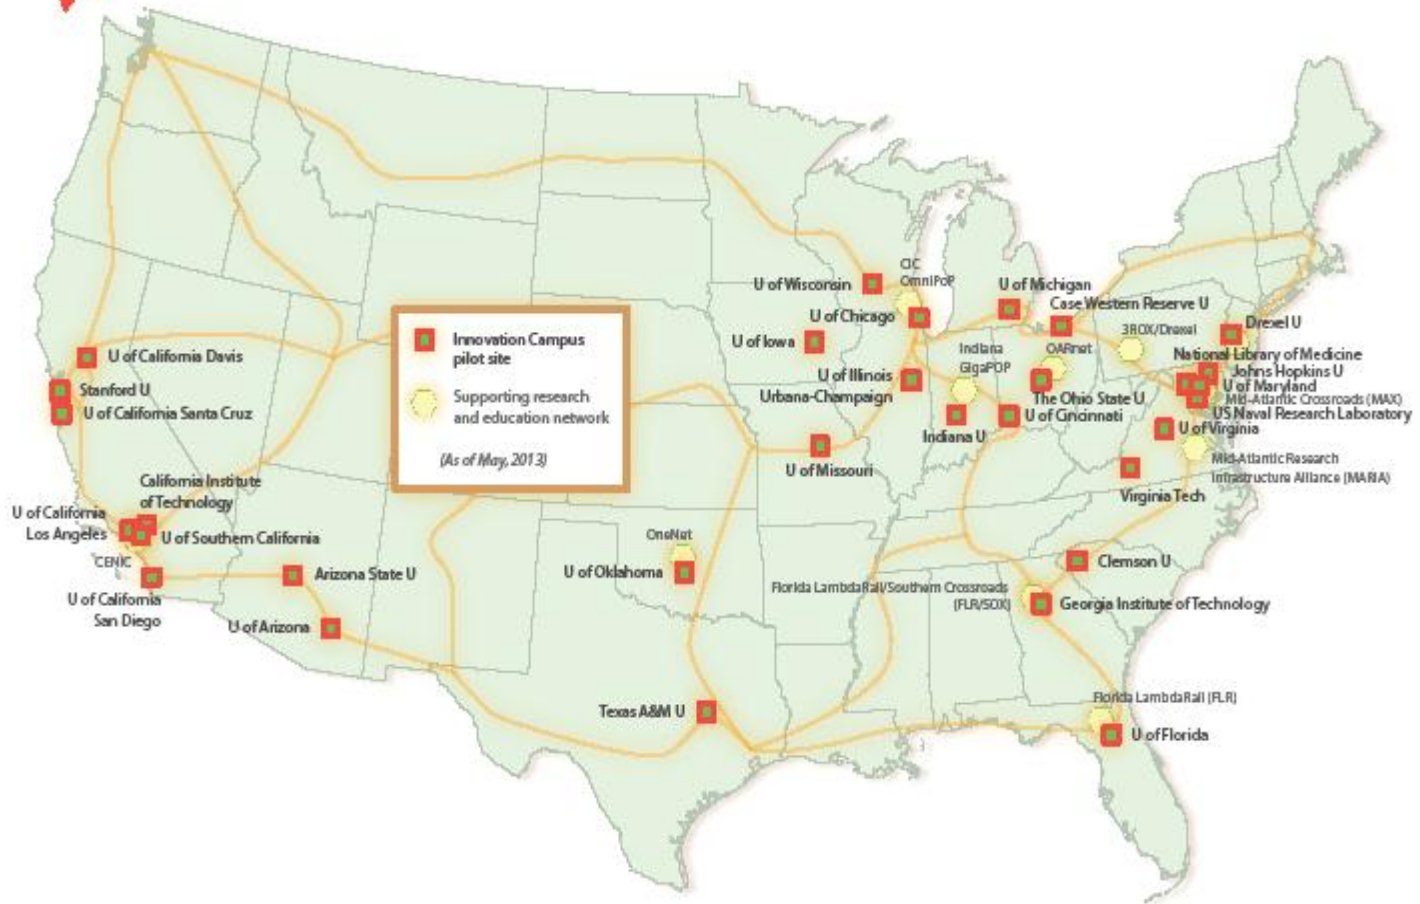 U of Wisconsin
CIC
OmniPoP
U of Michigan
U of Chicago
Case Western Reserve U
3ROX/Drexel
Drexel U
U of Iowa
Indiana
GigaPOP
OARnet
National Library of Medicine
Johns Hopkins U
U of Maryland
Mid-Atlantic Crossroads (MAX)
US Naval Research Laboratory
U of Illinois
Urbana-Champaign
The Ohio State U
U of Cincinnati
Indiana U
U of Virginia
U of Missouri
Mid-Atlantic Research
Infrastructure Alliance (MARIA)
Virginia Tech
Innovation Campus
pilot site
Supporting research
and education network
(As of May, 2013)
U of California Davis
Stanford U
U of California Santa Cruz
California Institute
of Technology
U of California
Los Angeles
U of Southern California
CENIC
U of California
San Diego
Arizona State U
U of Arizona
OneNet
U of Oklahoma
Clemson U
Florida LambdaRail/Southern Crossroads
(FLR/SOX)
Georgia Institute of Technology
Texas A&M U
Florida LambdaRail (FLR)
U of Florida